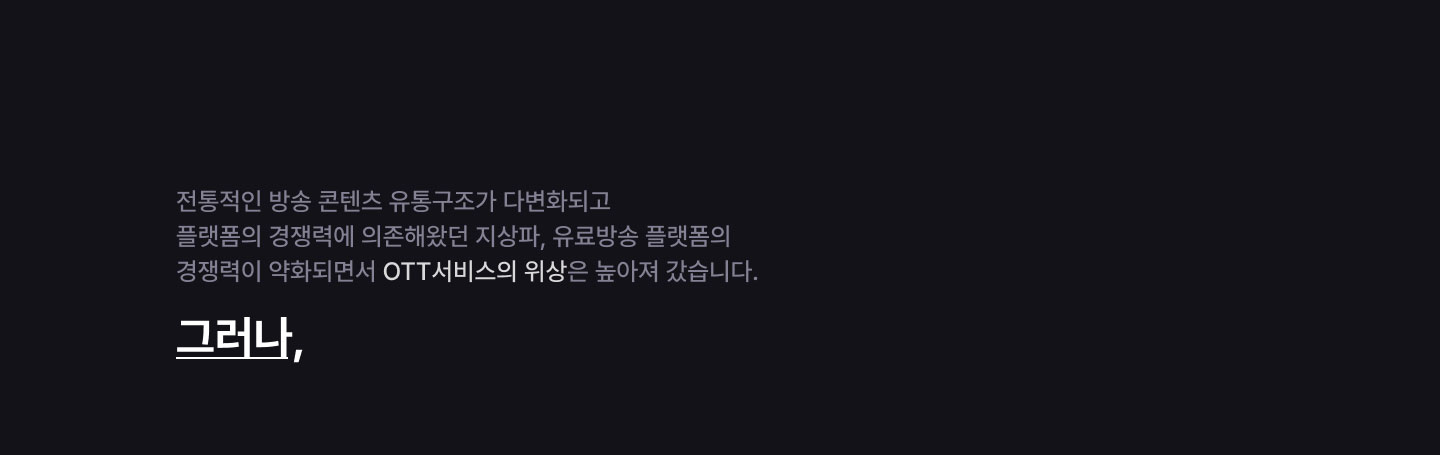 전통적인 방송 콘텐츠 유통구조가 다변화되고
플랫폼의 경쟁력에 의존해왔던 지상파, 유료방송 플랫폼의
경쟁력이 약화되면서 OTT서비스의 위상은 높아져 갔습니다.
그러나,